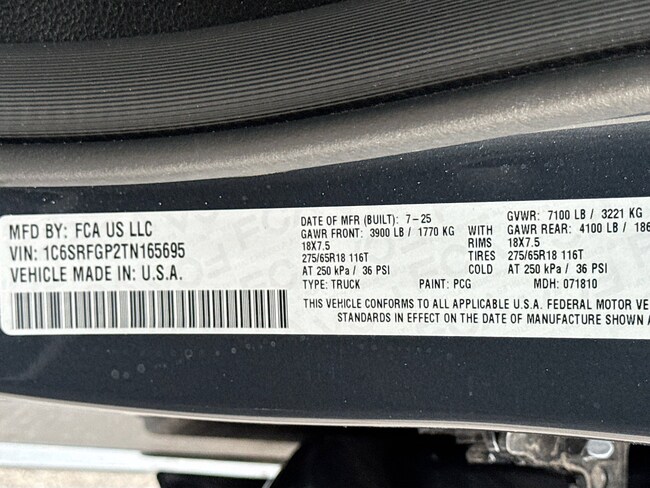 MFD BY: FCA US LLC
VIN: 1C6SRFGP2TN165695
VEHICLE MADE IN: U.S.A.
DATE OF MFR (BUILT): 7-25 GVWR: 7100 LB / 3221 KG
GAWR FRONT: 3900 LB / 1770 KG WITH GAWR REAR: 4100 LB / 186
18X7.5 RIMS 18X7.5
275/65R18 116T TIRES 275/65R18 116T
AT 250 kPa / 36 PSI COLD AT 250 kPa / 36 PSI
TYPE: TRUCK PAINT: PCG MDH: 071810
THIS VEHICLE CONFORMS TO ALL APPLICABLE U.S.A. FEDERAL MOTOR VE
STANDARDS IN EFFECT ON THE DATE OF MANUFACTURE SHOWN A